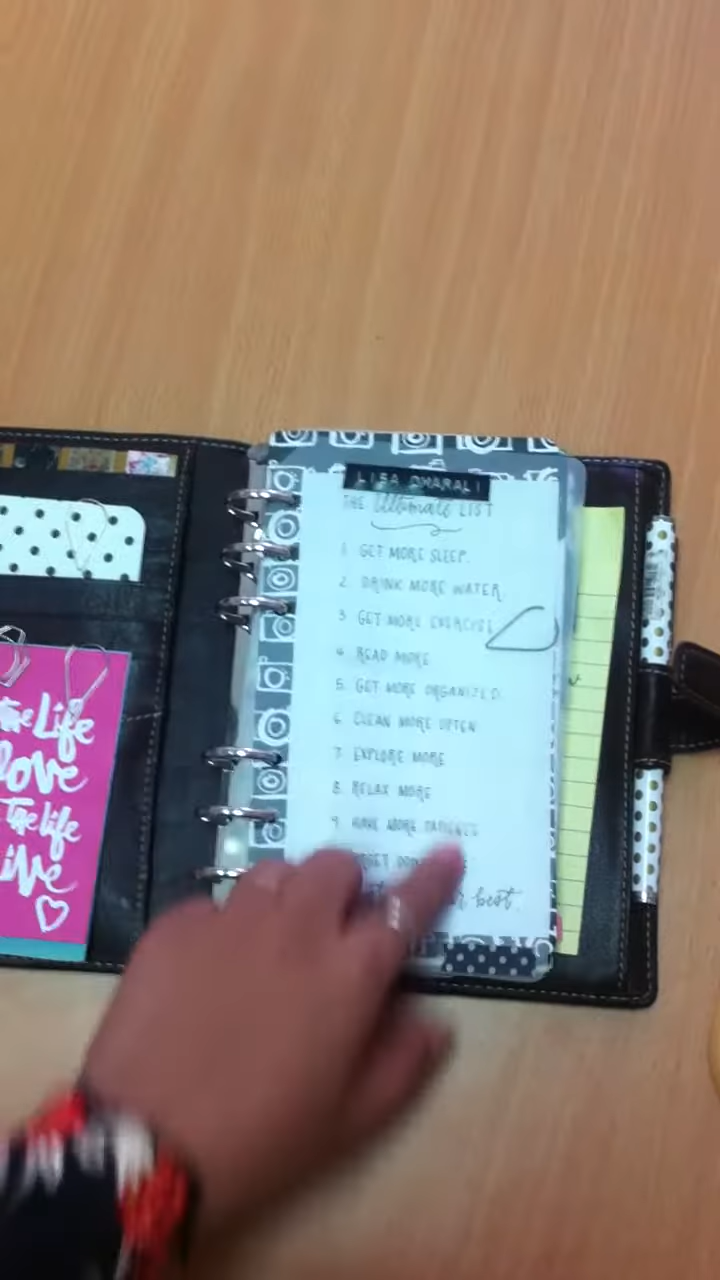 the Life
love
The life
Live
LISA DHARALI
THE Ultimate LIST
1. GET MORE SLEEP.
2. DRINK MORE WATER.
3 GET MORE EXERCISE
4. READ MORE
5. GET MORE ORGANIZED.
6. CLEAN MORE OFTEN
7 EXPLORE MORE
8. RELAX MORE
9. HAVE MORE PATIENCE
best.